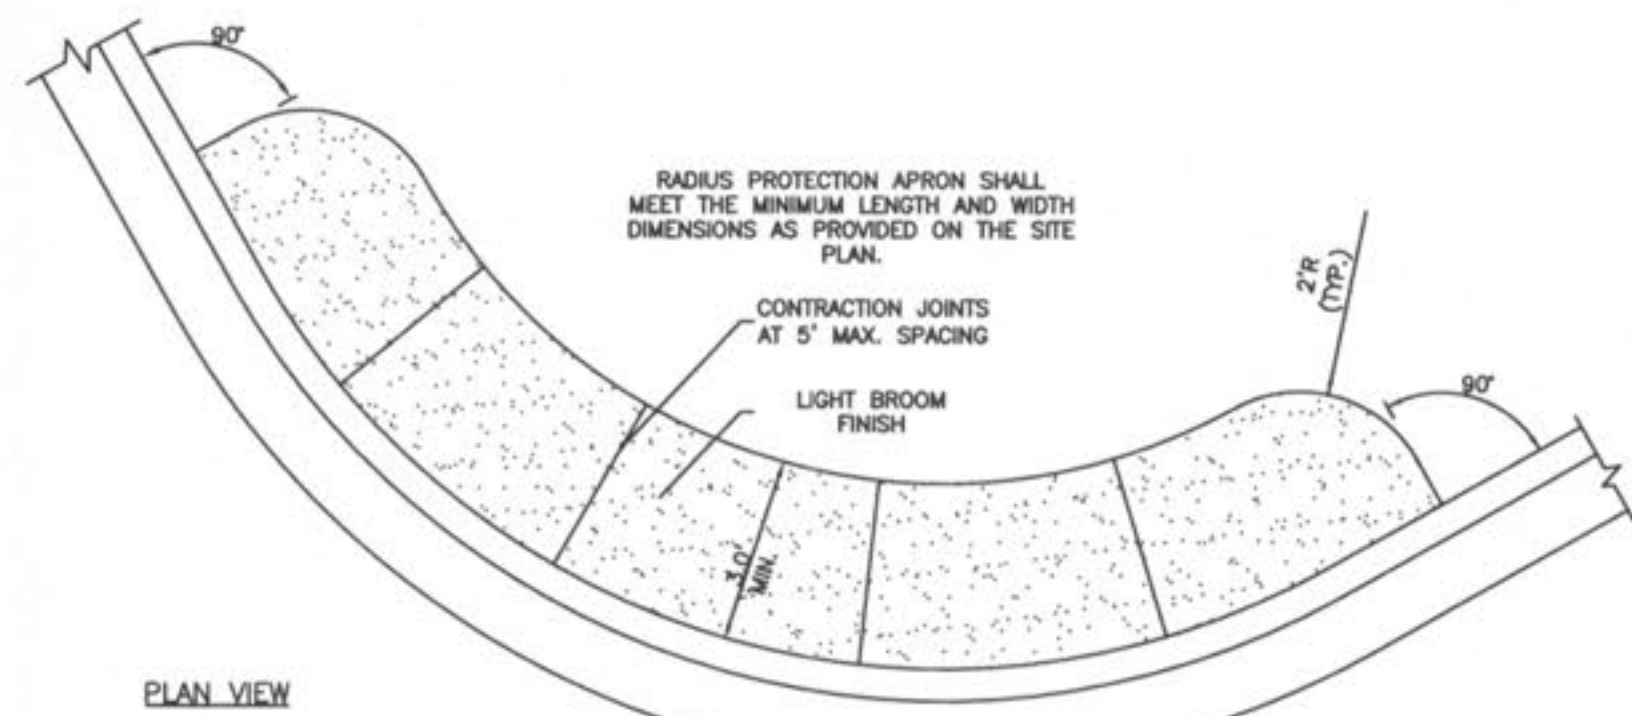 90°
RADIUS PROTECTION APRON SHALL
MEET THE MINIMUM LENGTH AND WIDTH
DIMENSIONS AS PROVIDED ON THE SITE
PLAN.
2'R
(TYP.)
CONTRACTION JOINTS
AT 5' MAX. SPACING
90°
LIGHT BROOM
FINISH
3.0'
MIN.
PLAN VIEW